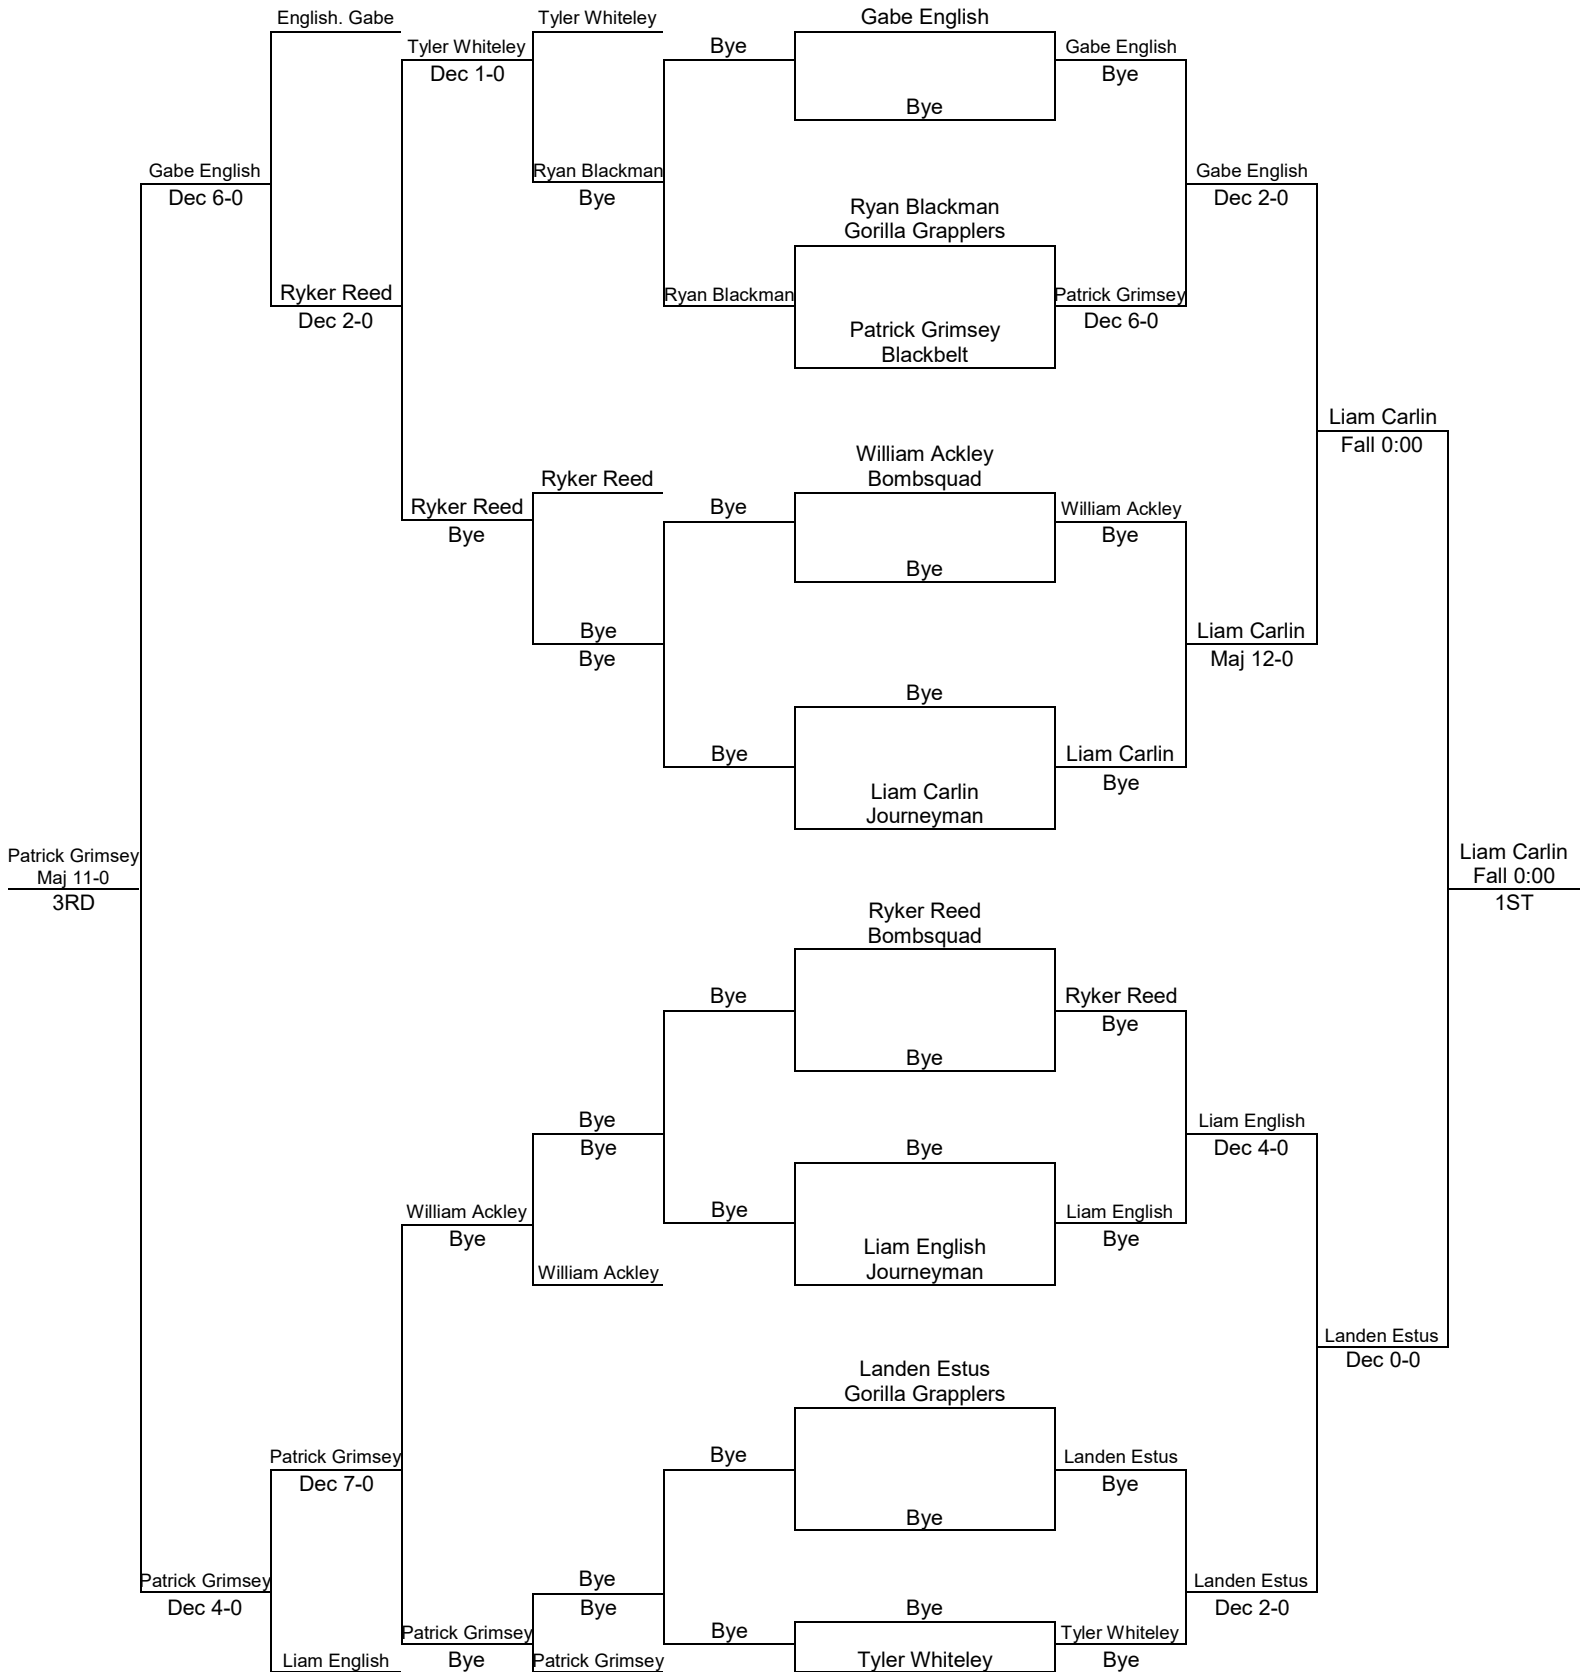 English. Gabe
Tyler Whiteley
Gabe English
Tyler Whiteley
Dec 1-0
Bye
Gabe English
Bye
Bye
Gabe English
Dec 6-0
Ryan Blackman
Bye
Gabe English
Dec 2-0
Ryan Blackman
Gorilla Grapplers
Ryker Reed
Dec 2-0
Ryan Blackman
Patrick Grimsey
Dec 6-0
Patrick Grimsey
Blackbelt
Liam Carlin
Fall 0:00
William Ackley
Bombsquad
Ryker Reed
Ryker Reed
Bye
Bye
William Ackley
Bye
Bye
Bye
Bye
Liam Carlin
Maj 12-0
Bye
Bye
Liam Carlin
Bye
Liam Carlin
Journeyman
Patrick Grimsey
Maj 11-0
3RD
Liam Carlin
Fall 0:00
1ST
Ryker Reed
Bombsquad
Bye
Ryker Reed
Bye
Bye
Bye
Bye
Liam English
Dec 4-0
Bye
William Ackley
Bye
Bye
Liam English
Bye
Liam English
Journeyman
William Ackley
Landen Estus
Dec 0-0
Landen Estus
Gorilla Grapplers
Patrick Grimsey
Dec 7-0
Bye
Landen Estus
Bye
Bye
Patrick Grimsey
Dec 4-0
Bye
Bye
Landen Estus
Dec 2-0
Bye
Patrick Grimsey
Bye
Bye
Tyler Whiteley
Bye
Liam English
Patrick Grimsey
Tyler Whiteley